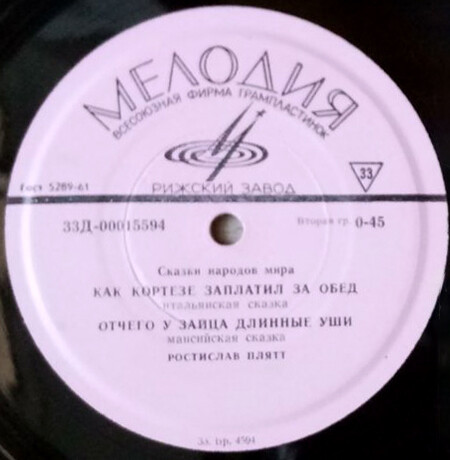 МЕЛОДИЯ
ВСЕСОЮЗНАЯ ФИРМА ГРАМПЛАСТИНОК
33
Гост 5289-61
РИЖСКИЙ ЗАВОД
33Д-00015594
Вторая гр. 0-45
Сказки народов мира
КАК КОРТЕЗЕ ЗАПЛАТИЛ ЗА ОБЕД
итальянская сказка
ОТЧЕГО У ЗАЙЦА ДЛИННЫЕ УШИ
мансийская сказка
РОСТИСЛАВ ПЛЯТТ